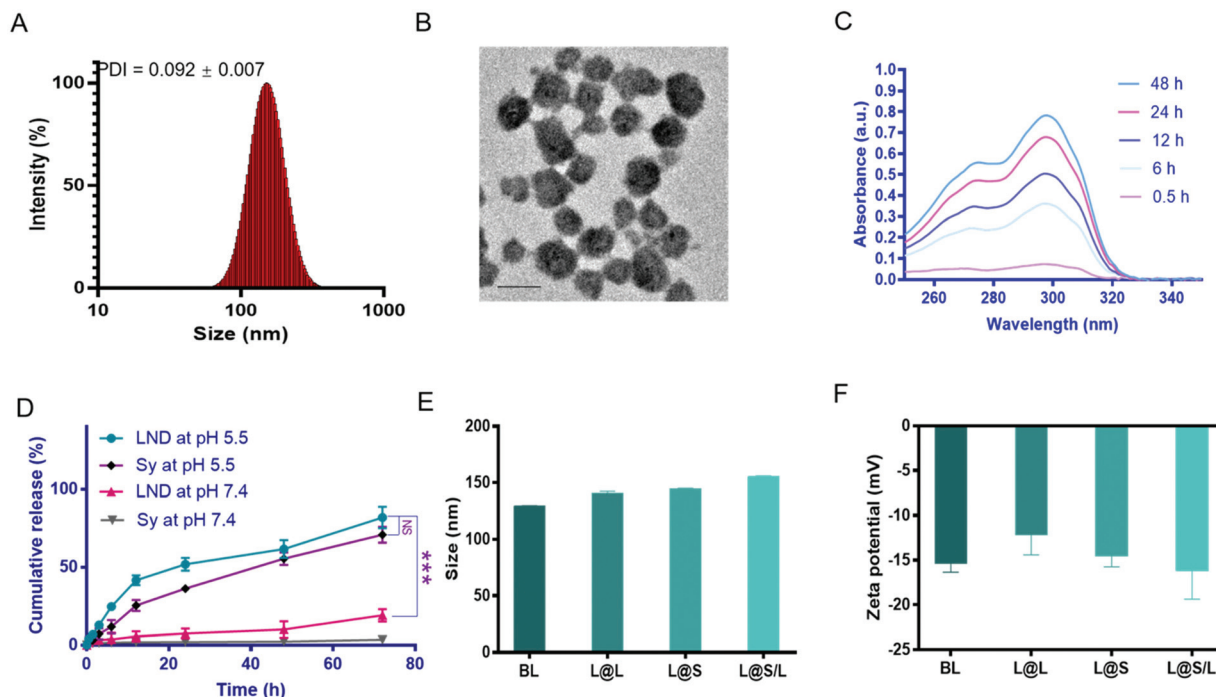 A
PDI = 0.092 ± 0.007
100
50
0
Intensity (%)
10
100
1000
Size (nm)
B
C
1.0
0.9
0.8
0.7
0.6
0.5
0.4
0.3
0.2
0.1
0.0
Absorbance (a.u.)
48 h
24 h
12 h
6 h
0.5 h
260
280
300
320
340
Wavelength (nm)
D
LND at pH 5.5
Sy at pH 5.5
LND at pH 7.4
Sy at pH 7.4
100
50
0
Cumulative release (%)
NS
***
0
20
40
60
80
Time (h)
E
200
150
100
50
0
Size (nm)
BL
L@L
L@S
L@S/L
F
0
-5
-10
-15
-20
-25
Zeta potential (mV)
BL
L@L
L@S
L@S/L